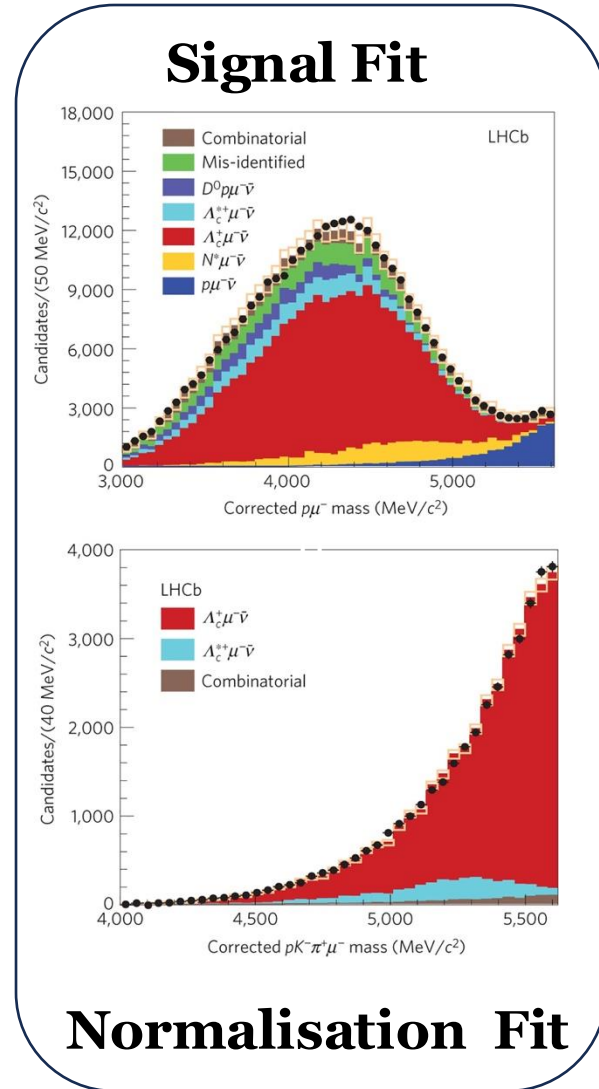 Signal Fit
18,000
15,000
12,000
9,000
6,000
3,000
0
Candidates/(50 MeV/c²)
LHCb
Combinatorial
Mis-identified
D⁰pμ⁻ν̄
Λc*⁺μ⁻ν̄
Λc⁺μ⁻ν̄
N*μ⁻ν̄
pμ⁻ν̄
3,000 4,000 5,000
Corrected pμ⁻ mass (MeV/c²)
4,000
3,000
2,000
1,000
0
Candidates/(40 MeV/c²)
LHCb
Λc⁺μ⁻ν̄
Λc*⁺μ⁻ν̄
Combinatorial
4,000 4,500 5,000 5,500
Corrected pK⁻π⁺μ⁻ mass (MeV/c²)
Normalisation Fit